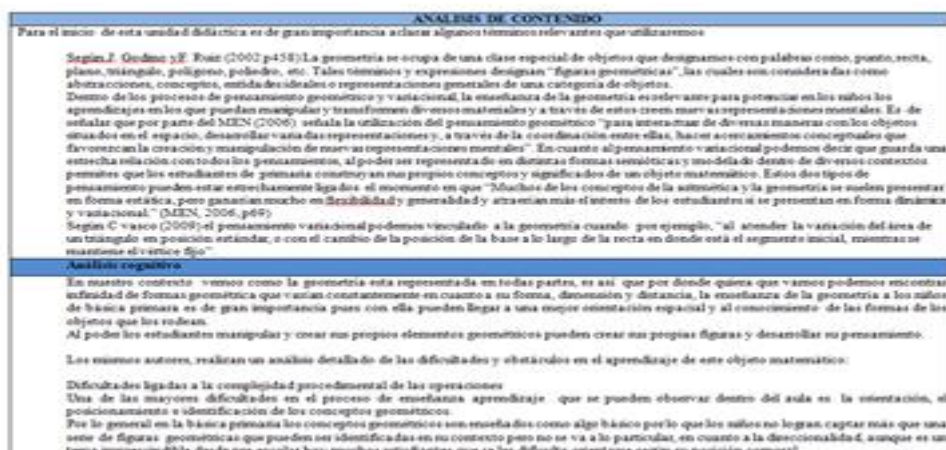 ANALISIS DE CONTENIDO
Para el inicio de esta unidad didáctica es de gran importancia aclarar algunos términos relevantes que utilizaremos
Según J. Godino y F. Ruiz (2002 p458) La geometría se ocupa de una clase especial de objetos que designamos con palabras como, punto, recta,
plano, triángulo, polígono, poliedro, etc. Tales términos y expresiones designan "figuras geométricas", las cuales son consideradas como
abstracciones, conceptos, entidades ideales o representaciones generales de una categoría de objetos.
Dentro de los procesos de pensamiento geométrico y variacional, la enseñanza de la geometría es relevante para potenciar en los niños los
aprendizajes en los que puedan manipular y transformen diversos materiales y a través de estos creen nuevas representaciones mentales. Es de
señalar que por parte del MEN (2006) señala la utilización del pensamiento geométrico "para interactuar de diversas maneras con los objetos
situados en el espacio, desarrollar variadas representaciones y, a través de la coordinación entre ellas, hacer acercamientos conceptuales que
favorezcan la creación y manipulación de nuevas representaciones mentales". En cuanto al pensamiento variacional podemos decir que guarda una
estrecha relación con todos los pensamientos, al poder ser representado en distintas formas semióticas y modelado dentro de diversos contextos
permites que los estudiantes de primaria construyan sus propios conceptos y significados de un objeto matemático. Estos dos tipos de
pensamiento pueden estar estrechamente ligados el momento en que "Muchos de los conceptos de la aritmética y la geometría se suelen presentar
en forma estática, pero ganarían mucho en flexibilidad y generalidad y atraerían más el interés de los estudiantes si se presentan en forma dinámica
y variacional." (MEN, 2006, p69)
Según C vasco (2009) el pensamiento variacional podemos vincularlo a la geometría cuando por ejemplo, "al atender la variación del área de
un triángulo en posición estándar, o con el cambio de la posición de la base a lo largo de la recta en donde está el segmento inicial, mientras se
mantiene el vértice fijo"
Análisis cognitivo
En nuestro contexto vemos como la geometría esta representada en todas partes, es así que por donde quiera que vamos podemos encontrar
infinidad de formas geométrica que varían constantemente en cuanto a su forma, dimensión y distancia, la enseñanza de la geometría a los niños
de básica primaria es de gran importancia pues con ella pueden llegar a una mejor orientación espacial y al conocimiento de las formas de los
objetos que los rodean.
Al poder los estudiantes manipular y crear sus propios elementos geométricos pueden crear sus propias figuras y desarrollar su pensamiento.
Los mismos autores, realizan un análisis detallado de las dificultades y obstáculos en el aprendizaje de este objeto matemático:
Dificultades ligadas a la complejidad procedimental de las operaciones
Una de las mayores dificultades en el proceso de enseñanza aprendizaje que se pueden observar dentro del aula es la orientación, el
posicionamiento e identificación de los conceptos geométricos.
Por lo general en la básica primaria los conceptos geométricos son enseñados como algo básico por lo que los niños no logran captar más que una
serie de figuras geométricas que pueden ser identificadas en su contexto pero no se va a lo particular, en cuanto a la direccionalidad, aunque es un